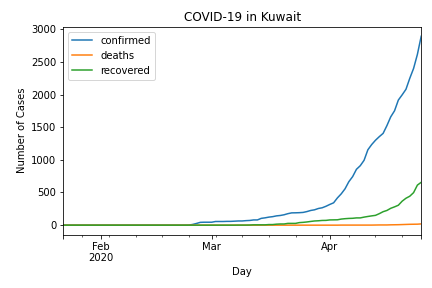 COVID-19 in Kuwait
confirmed
deaths
recovered
3000
2500
2000
1500
1000
500
0
Number of Cases
Feb
2020
Mar
Apr
Day